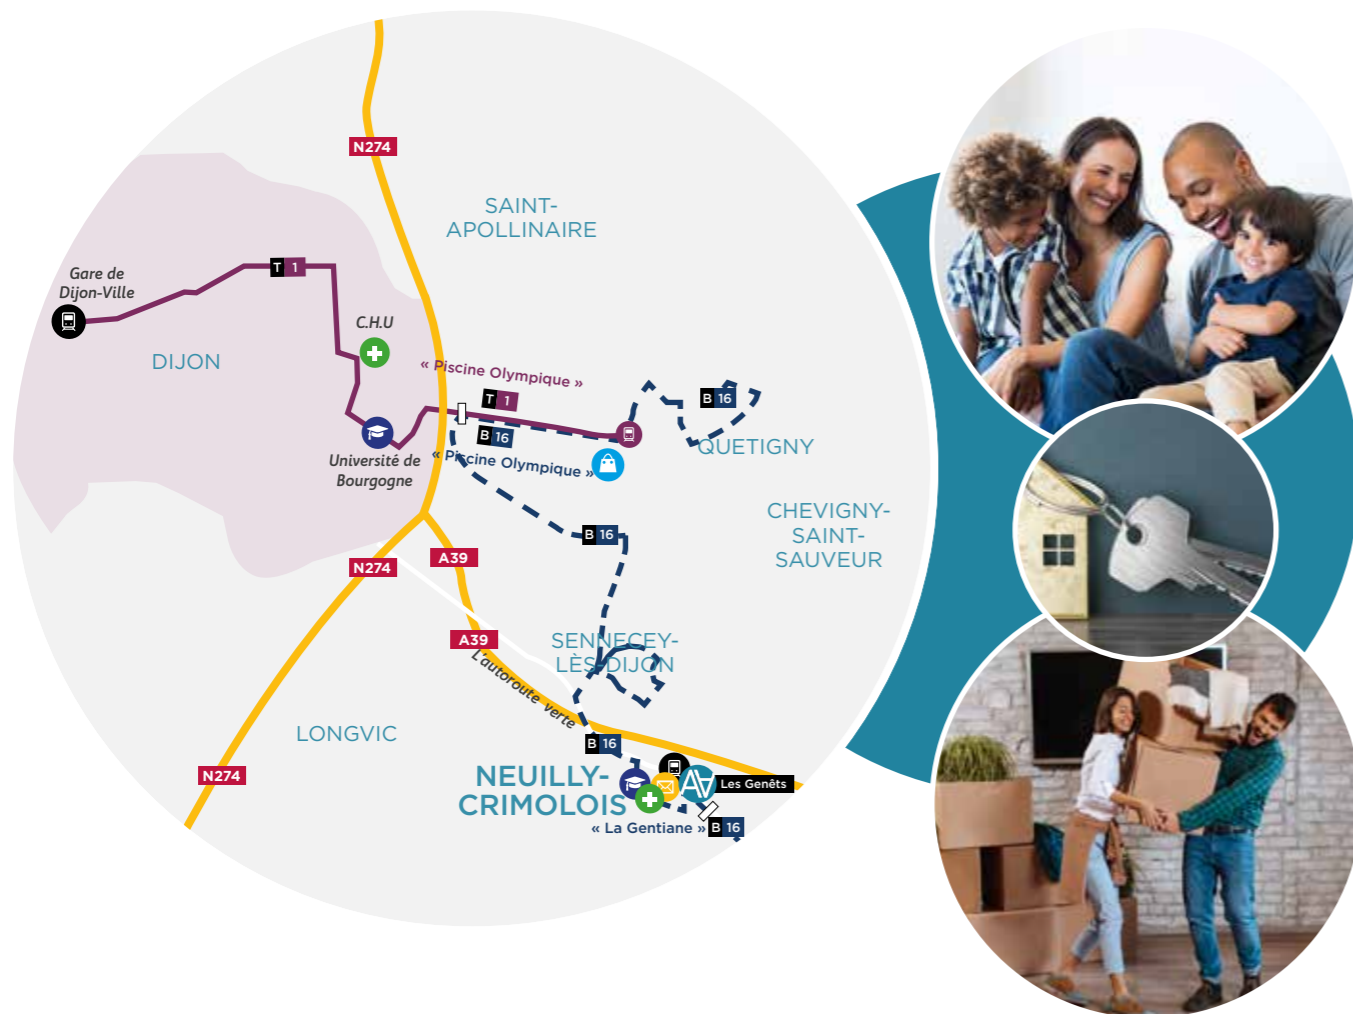 N274
SAINT-
APOLLINAIRE
Gare de
Dijon-Ville
T 1
C.H.U
DIJON
« Piscine Olympique »
T 1
B 16
B 16
Université de
Bourgogne
« Piscine Olympique »
QUETIGNY
CHEVIGNY-
SAINT-
SAUVEUR
B 16
A39
N274
A39
SENNECEY-
LÈS-DIJON
L'autoroute verte
LONGVIC
B 16
N274
NEUILLY-
CRIMOLOIS
Les Genêts
« La Gentiane » B 16